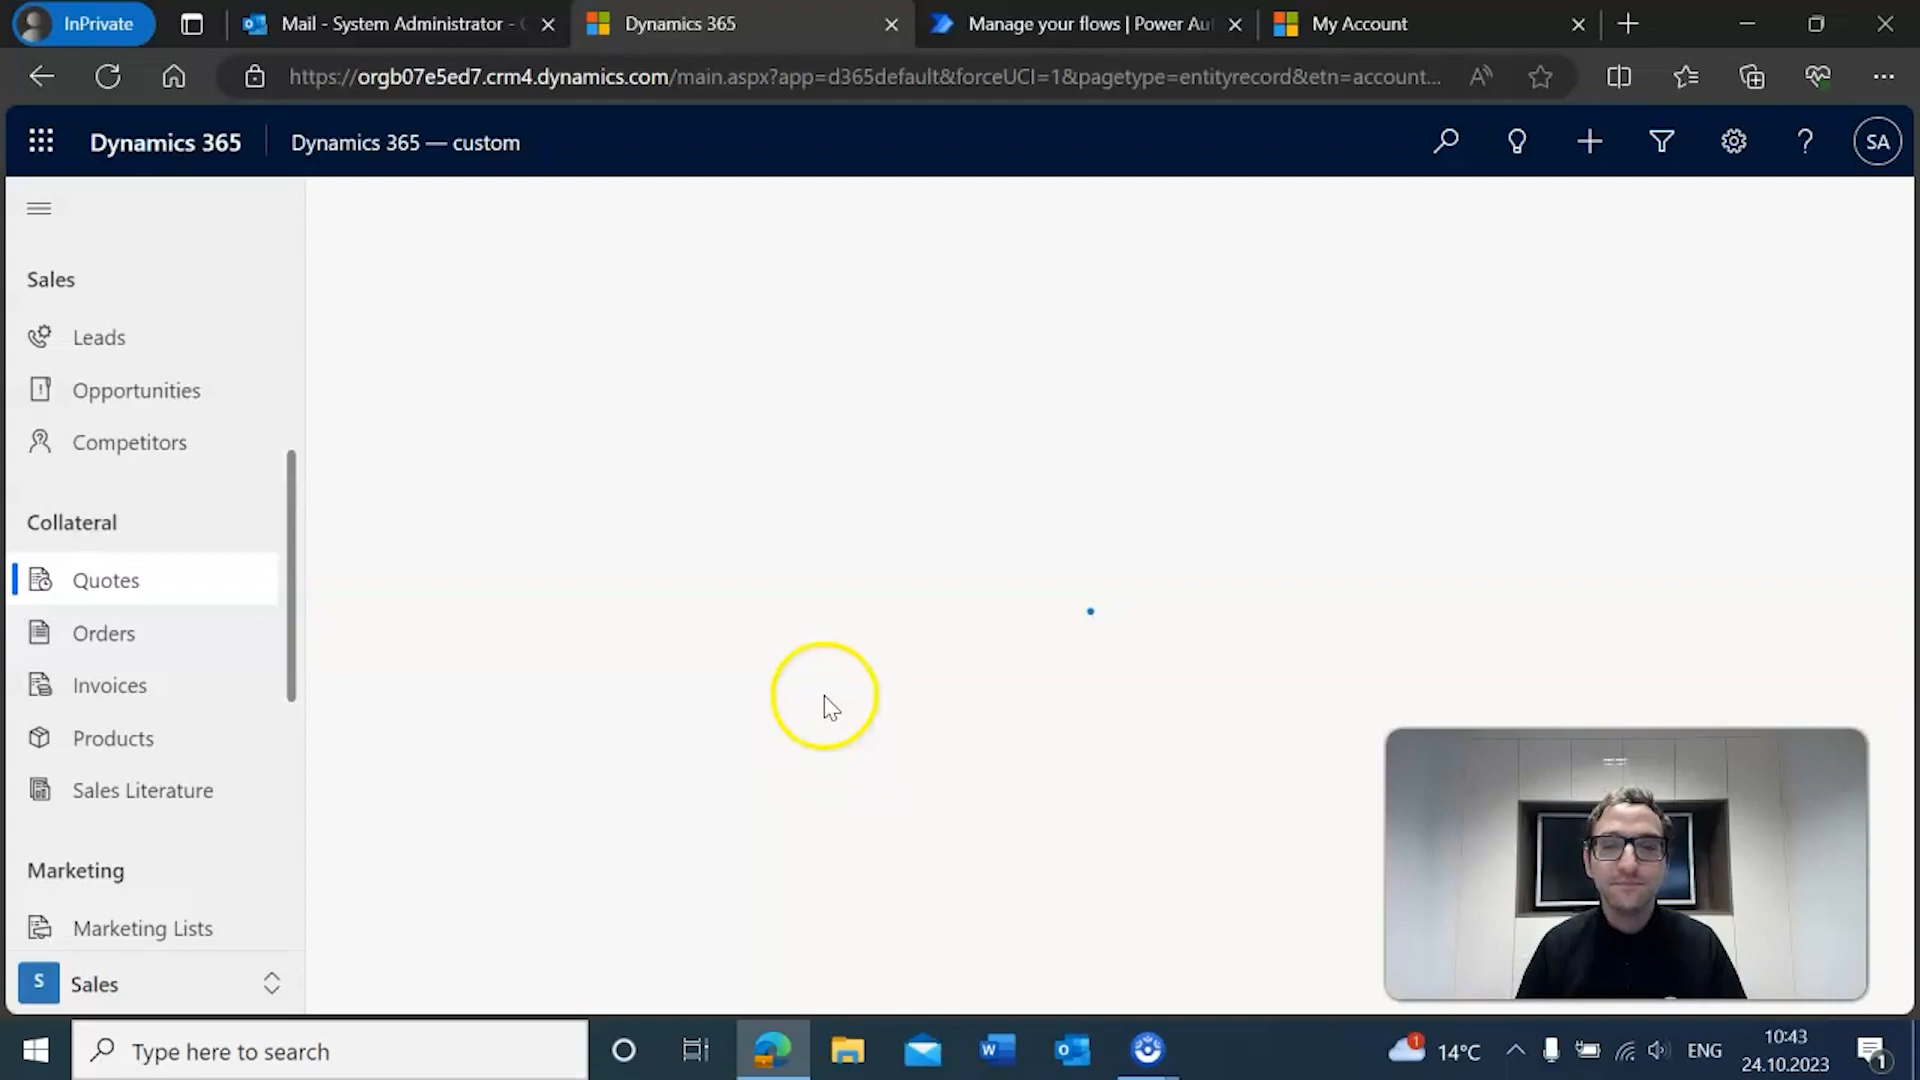 InPrivate
Mail - System Administrator -
Dynamics 365
Manage your flows | Power Au
My Account
https://orgb07e5ed7.crm4.dynamics.com/main.aspx?app=d365default&forceUCI=1&pagetype=entityrecord&etn=account...
Dynamics 365
Dynamics 365 — custom
SA
Sales
Leads
Opportunities
Competitors
Collateral
Quotes
Orders
Invoices
Products
Sales Literature
Marketing
Marketing Lists
S
Sales
Type here to search
1
14°C
ENG
10:43
24.10.2023
1